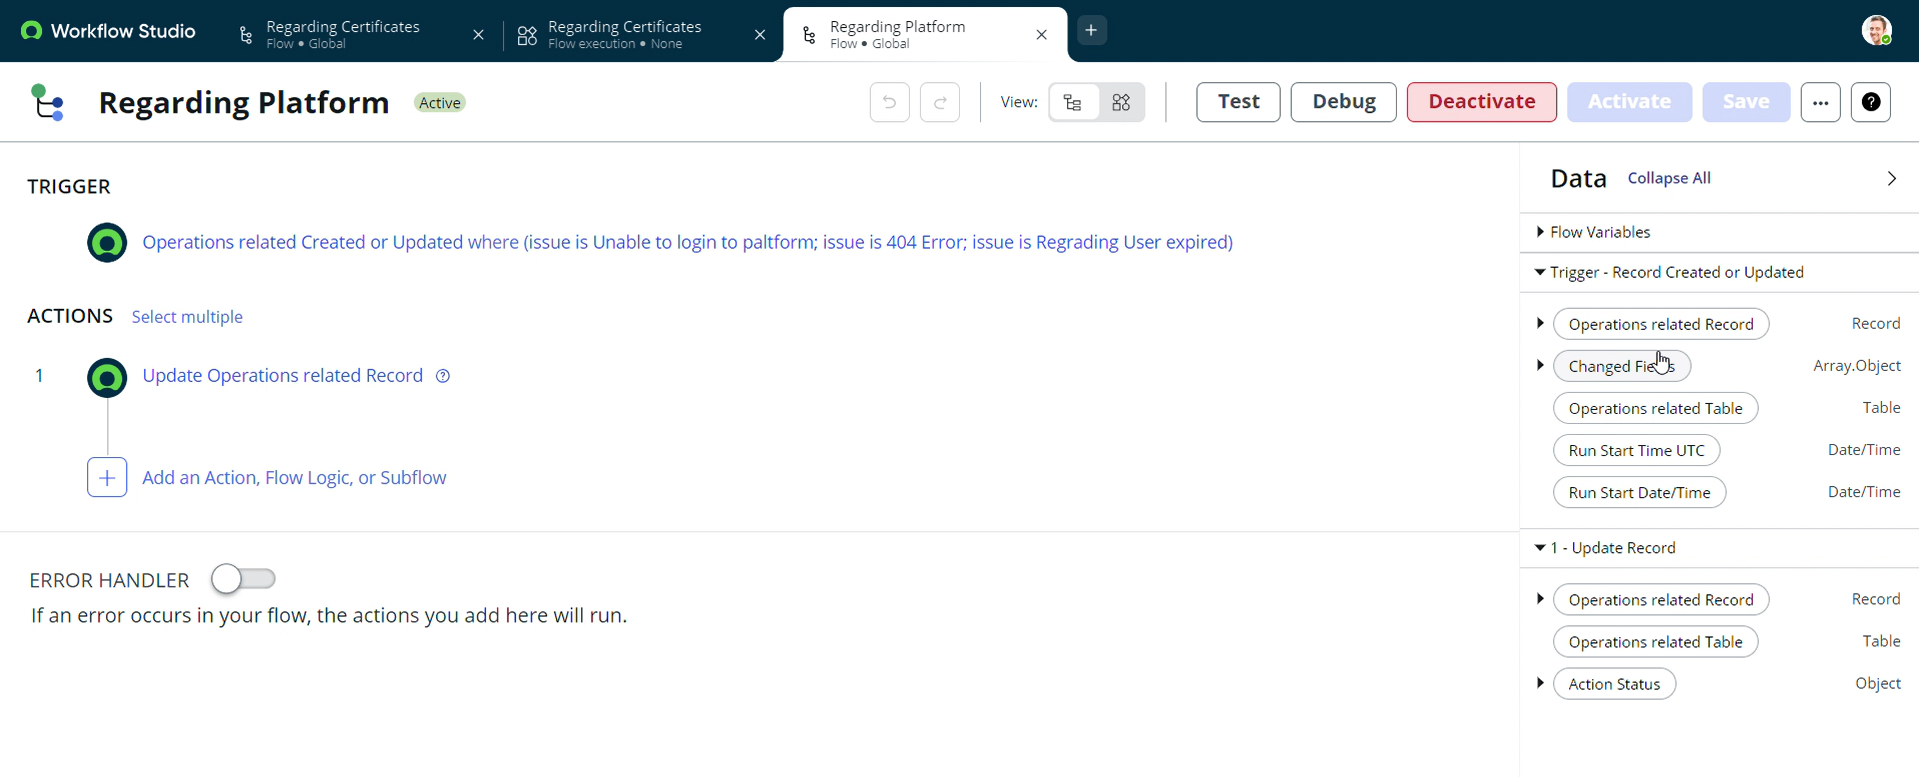 Workflow Studio
Regarding Certificates
Flow • Global
Regarding Certificates
Flow execution • None
Regarding Platform
Flow • Global
Regarding Platform
Active
View:
Test
Debug
Deactivate
Activate
Save
TRIGGER
Operations related Created or Updated where (issue is Unable to login to paltform; issue is 404 Error; issue is Regrading User expired)
ACTIONS
Select multiple
1
Update Operations related Record
Add an Action, Flow Logic, or Subflow
ERROR HANDLER
If an error occurs in your flow, the actions you add here will run.
Data
Collapse All
Flow Variables
Trigger - Record Created or Updated
Operations related Record
Record
Changed
Array.Object
Operations related Table
Table
Run Start Time UTC
Date/Time
Run Start Date/Time
Date/Time
1 - Update Record
Operations related Record
Record
Operations related Table
Table
Action Status
Object